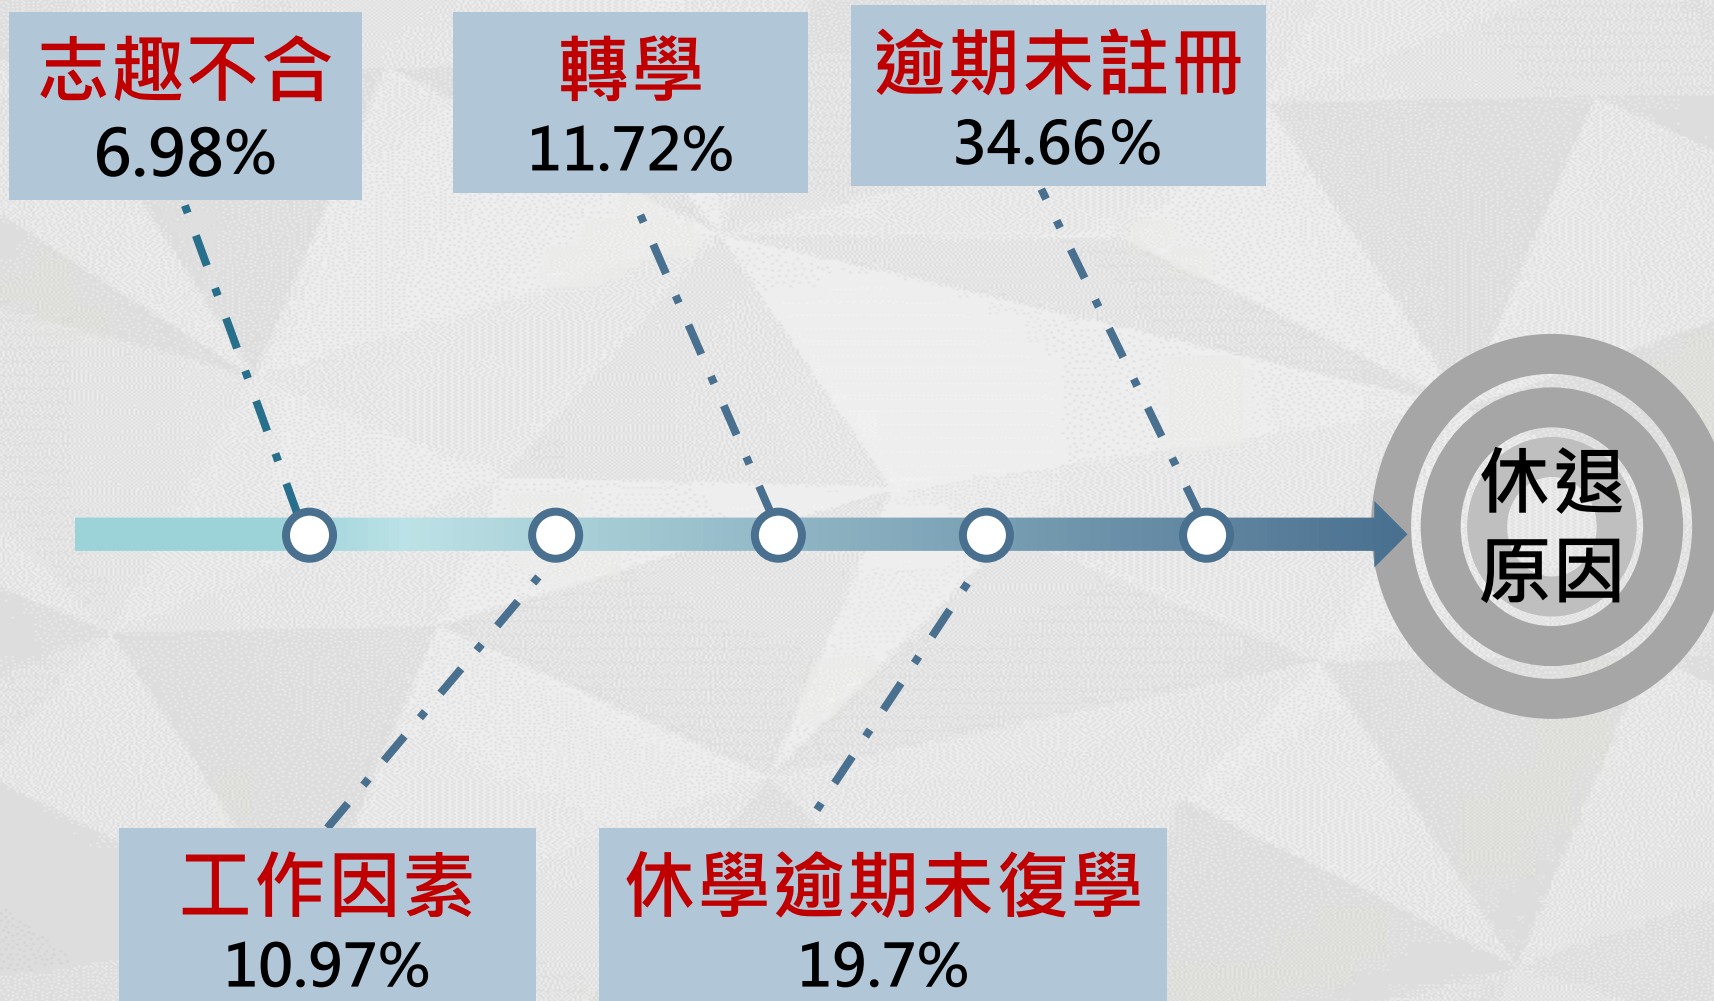 志趣不合
6.98%
轉學
11.72%
逾期未註冊
34.66%
休退
原因
工作因素
10.97%
休學逾期未復學
19.7%